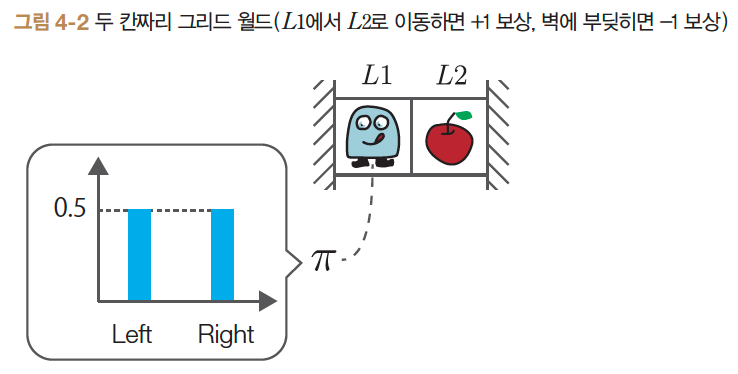 그림 4-2 두 칸짜리 그리드 월드(L1에서 L2로 이동하면 +1 보상, 벽에 부딪히면 –1 보상)
L1 L2
0.5
π
Left Right